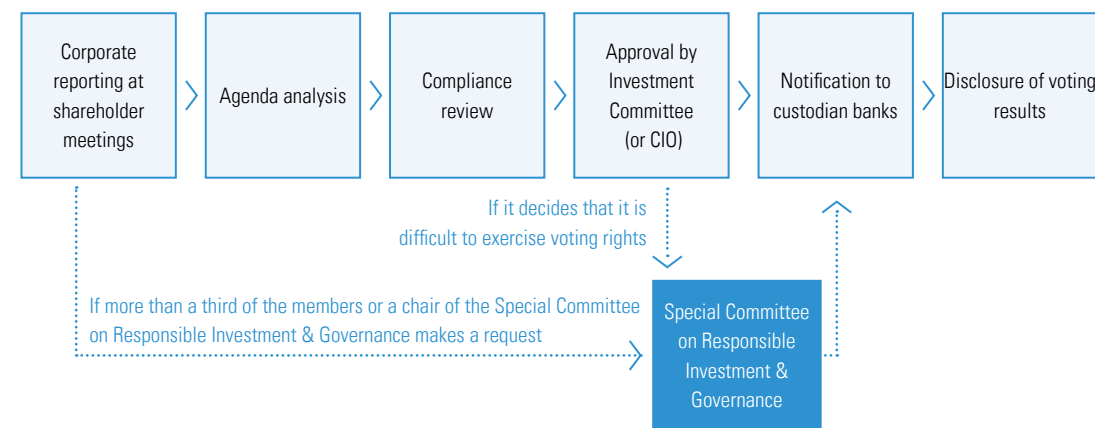 Corporate
reporting at
shareholder
meetings
Agenda analysis
Compliance
review
Approval by
Investment
Committee
(or CIO)
Notification to
custodian banks
Disclosure of voting
results
If it decides that it is
difficult to exercise voting rights
If more than a third of the members or a chair of the Special Committee
on Responsible Investment & Governance makes a request
Special Committee
on Responsible
Investment &
Governance